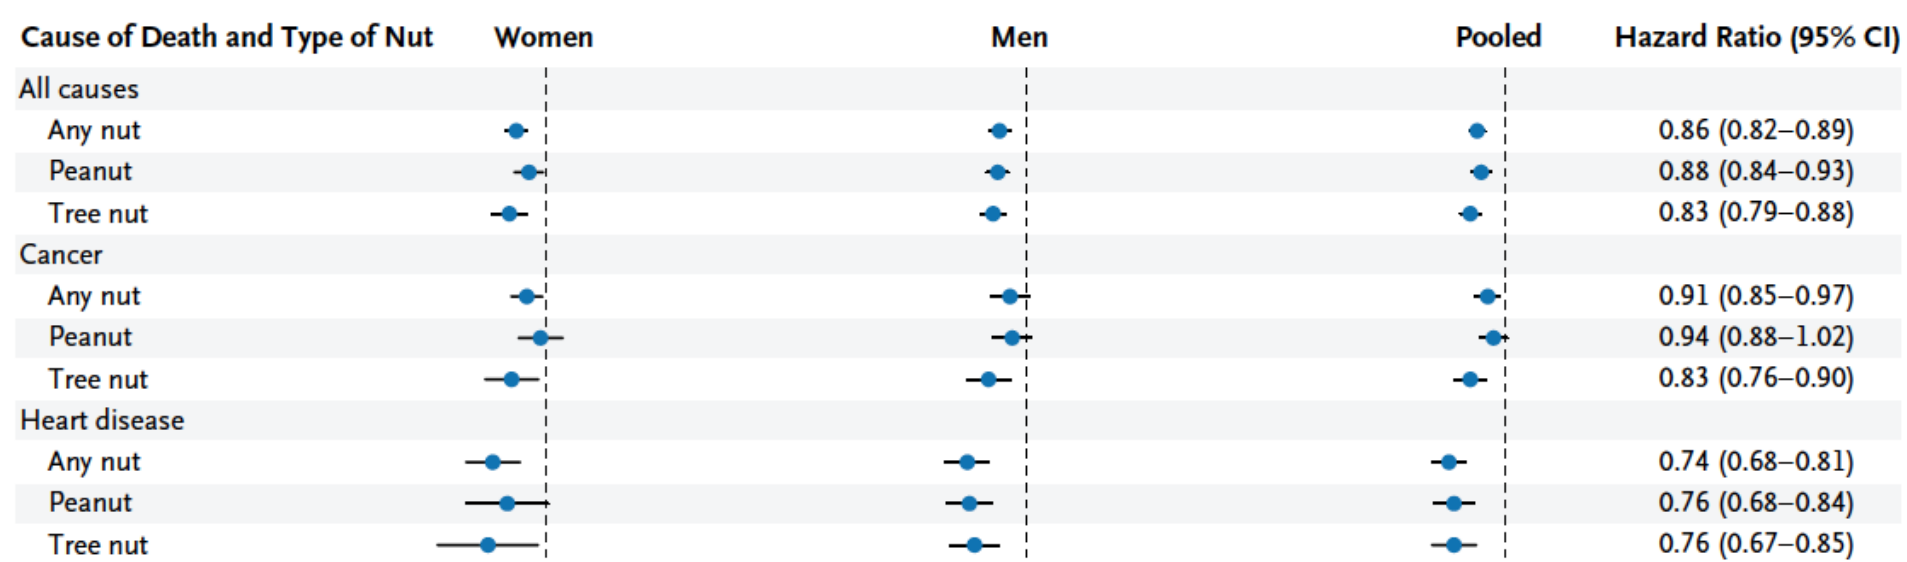 Cause of Death and Type of Nut Women Men Pooled Hazard Ratio (95% CI)
All causes
Any nut 0.86 (0.82–0.89)
Peanut 0.88 (0.84–0.93)
Tree nut 0.83 (0.79–0.88)
Cancer
Any nut 0.91 (0.85–0.97)
Peanut 0.94 (0.88–1.02)
Tree nut 0.83 (0.76–0.90)
Heart disease
Any nut 0.74 (0.68–0.81)
Peanut 0.76 (0.68–0.84)
Tree nut 0.76 (0.67–0.85)